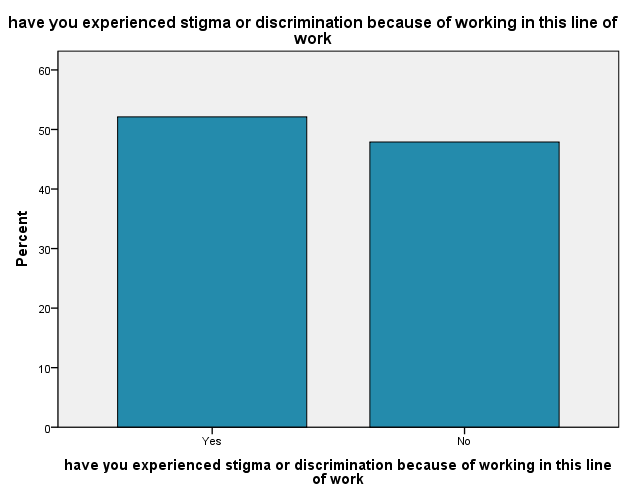 have you experienced stigma or discrimination because of working in this line of
work
60
50
40
30
20
10
0
Percent
Yes
No
have you experienced stigma or discrimination because of working in this line
of work